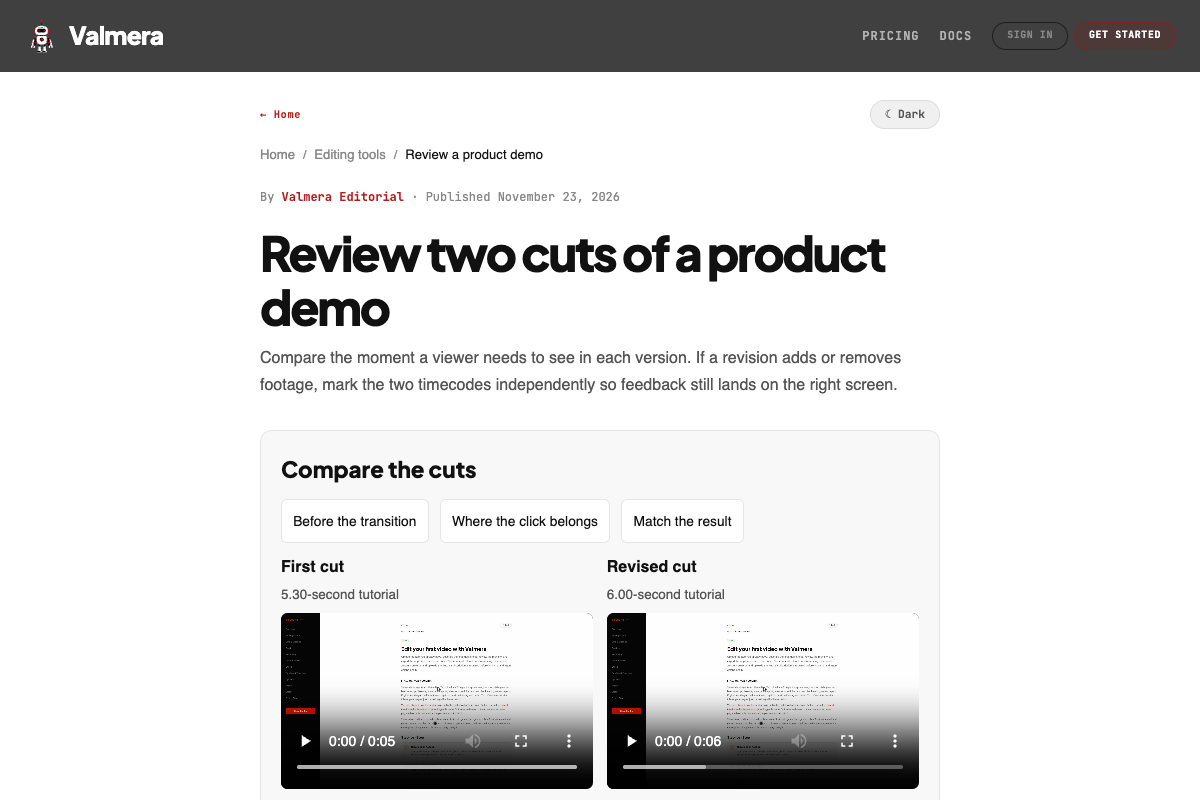 Valmera
PRICING
DOCS
SIGN IN
GET STARTED
← Home
☾ Dark
Home / Editing tools / Review a product demo
By Valmera Editorial · Published November 23, 2026
Review two cuts of a product
demo
Compare the moment a viewer needs to see in each version. If a revision adds or removes
footage, mark the two timecodes independently so feedback still lands on the right screen.
Compare the cuts
Before the transition
Where the click belongs
Match the result
First cut
Revised cut
5.30-second tutorial
6.00-second tutorial
Edit your first video with Valmera
Edit your first video with Valmera
0:00 / 0:05
0:00 / 0:06